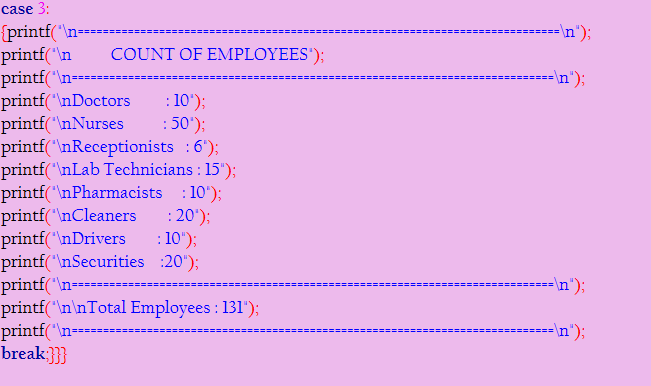 case 3:
{printf("\n=============================================================================\n");
printf("\n        COUNT OF EMPLOYEES");
printf("\n=============================================================================\n");
printf("\nDoctors       : 10");
printf("\nNurses        : 50");
printf("\nReceptionists  : 6");
printf("\nLab Technicians : 15");
printf("\nPharmacists    : 10");
printf("\nCleaners      : 20");
printf("\nDrivers       : 10");
printf("\nSecurities   :20");
printf("\n=============================================================================\n");
printf("\n\nTotal Employees : 131");
printf("\n=============================================================================\n");
break;}}}